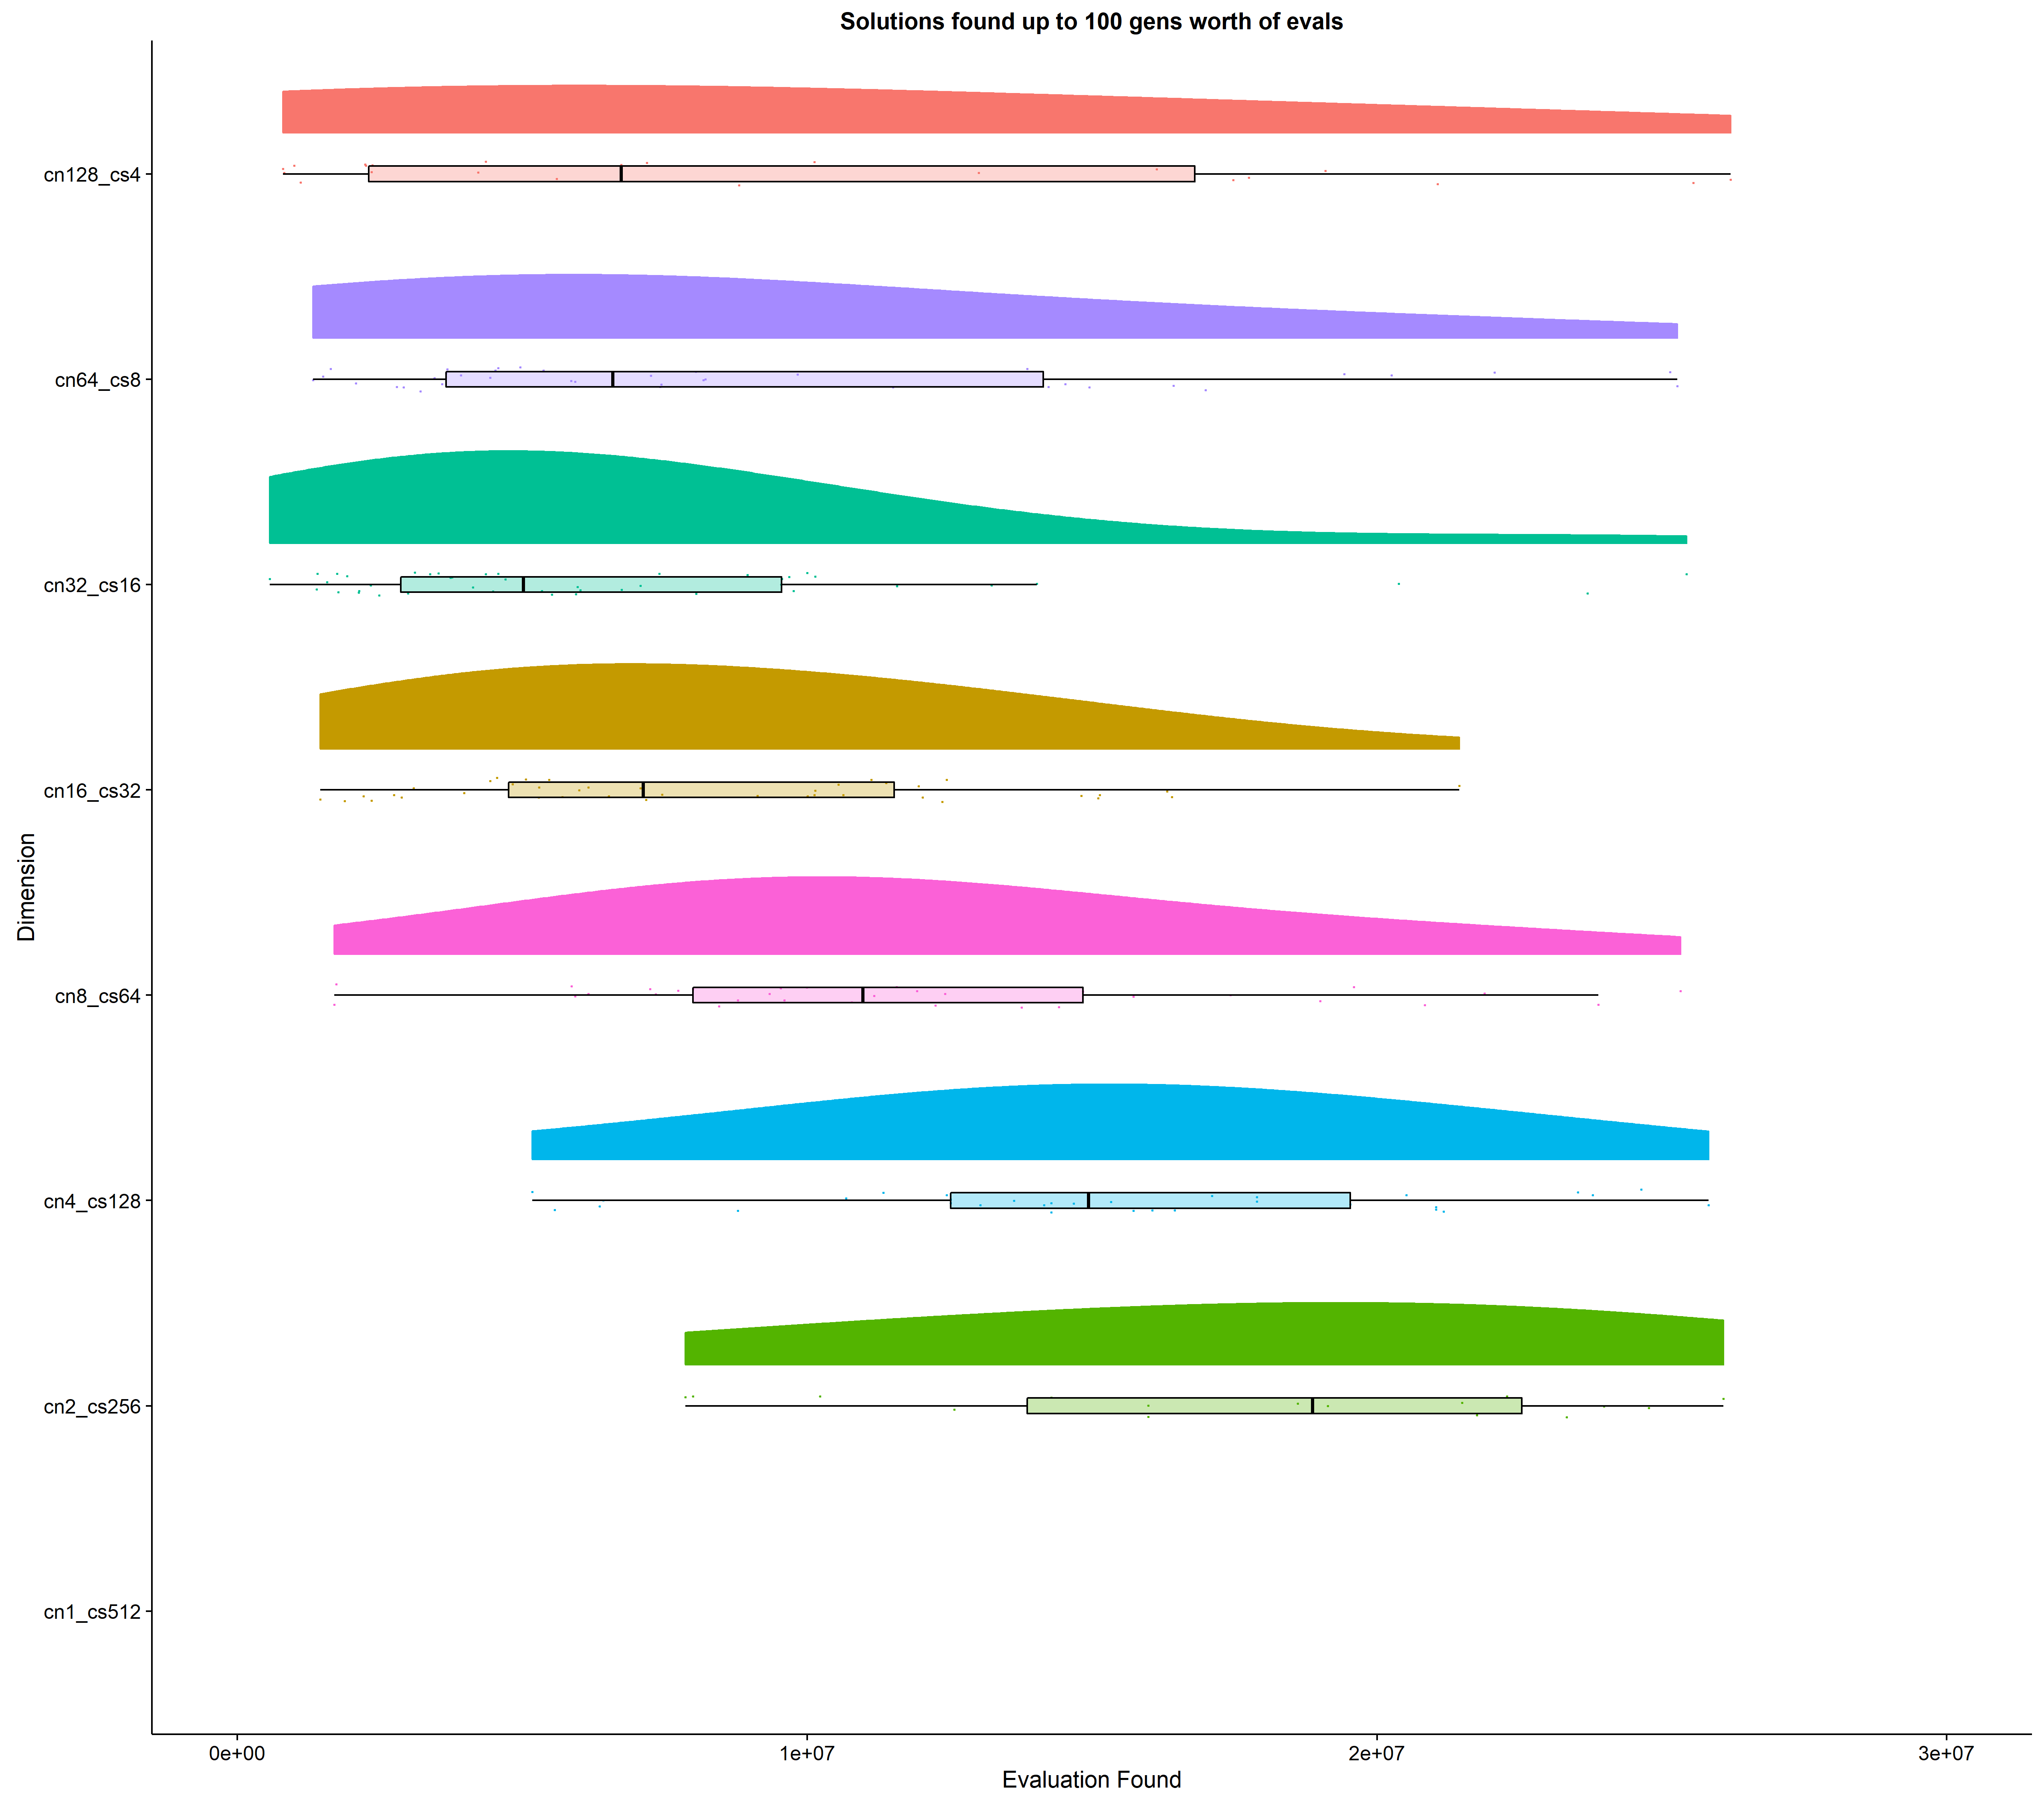 Solutions found up to 100 gens worth of evals
cn128_cs4
cn64_cs8
cn32_cs16
cn16_cs32
Dimension
cn8_cs64
cn4_cs128
cn2_cs256
cn1_cs512
0e+00 1e+07 2e+07 3e+07
Evaluation Found